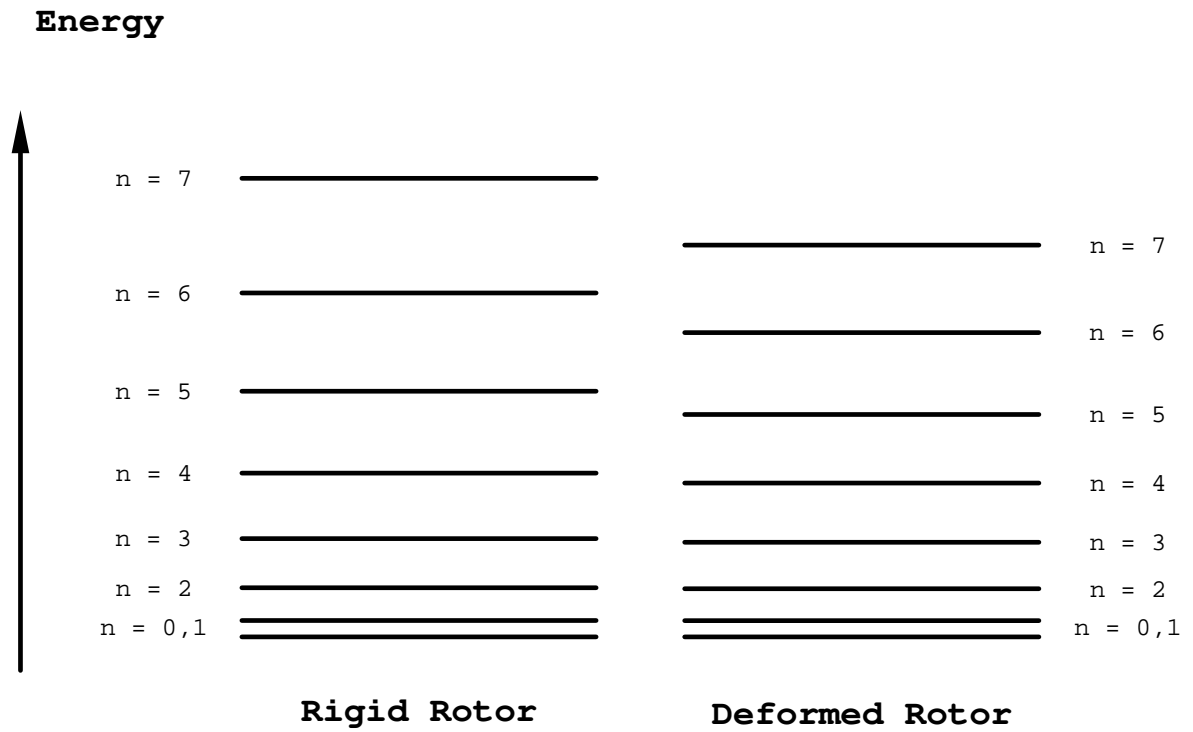 Energy
n = 7
n = 7
n = 6
n = 6
n = 5
n = 5
n = 4
n = 4
n = 3
n = 3
n = 2
n = 2
n = 0,1
n = 0,1
Rigid Rotor
Deformed Rotor